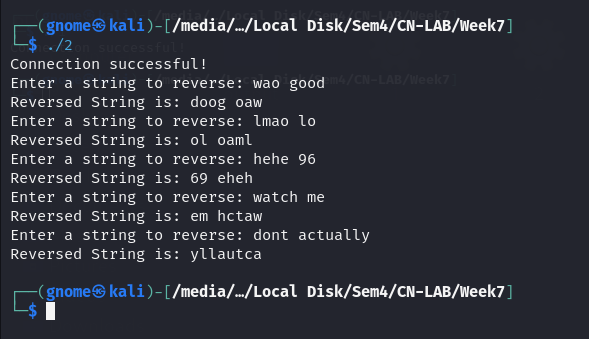 ┌──(gnome㉿kali)-[/media/…/Local Disk/Sem4/CN-LAB/Week7]
└─$ ./2
Connection successful!
Enter a string to reverse: wao good
Reversed String is: doog oaw
Enter a string to reverse: lmao lo
Reversed String is: ol oaml
Enter a string to reverse: hehe 96
Reversed String is: 69 eheh
Enter a string to reverse: watch me
Reversed String is: em hctaw
Enter a string to reverse: dont actually
Reversed String is: yllautca
┌──(gnome㉿kali)-[/media/…/Local Disk/Sem4/CN-LAB/Week7]
└─$